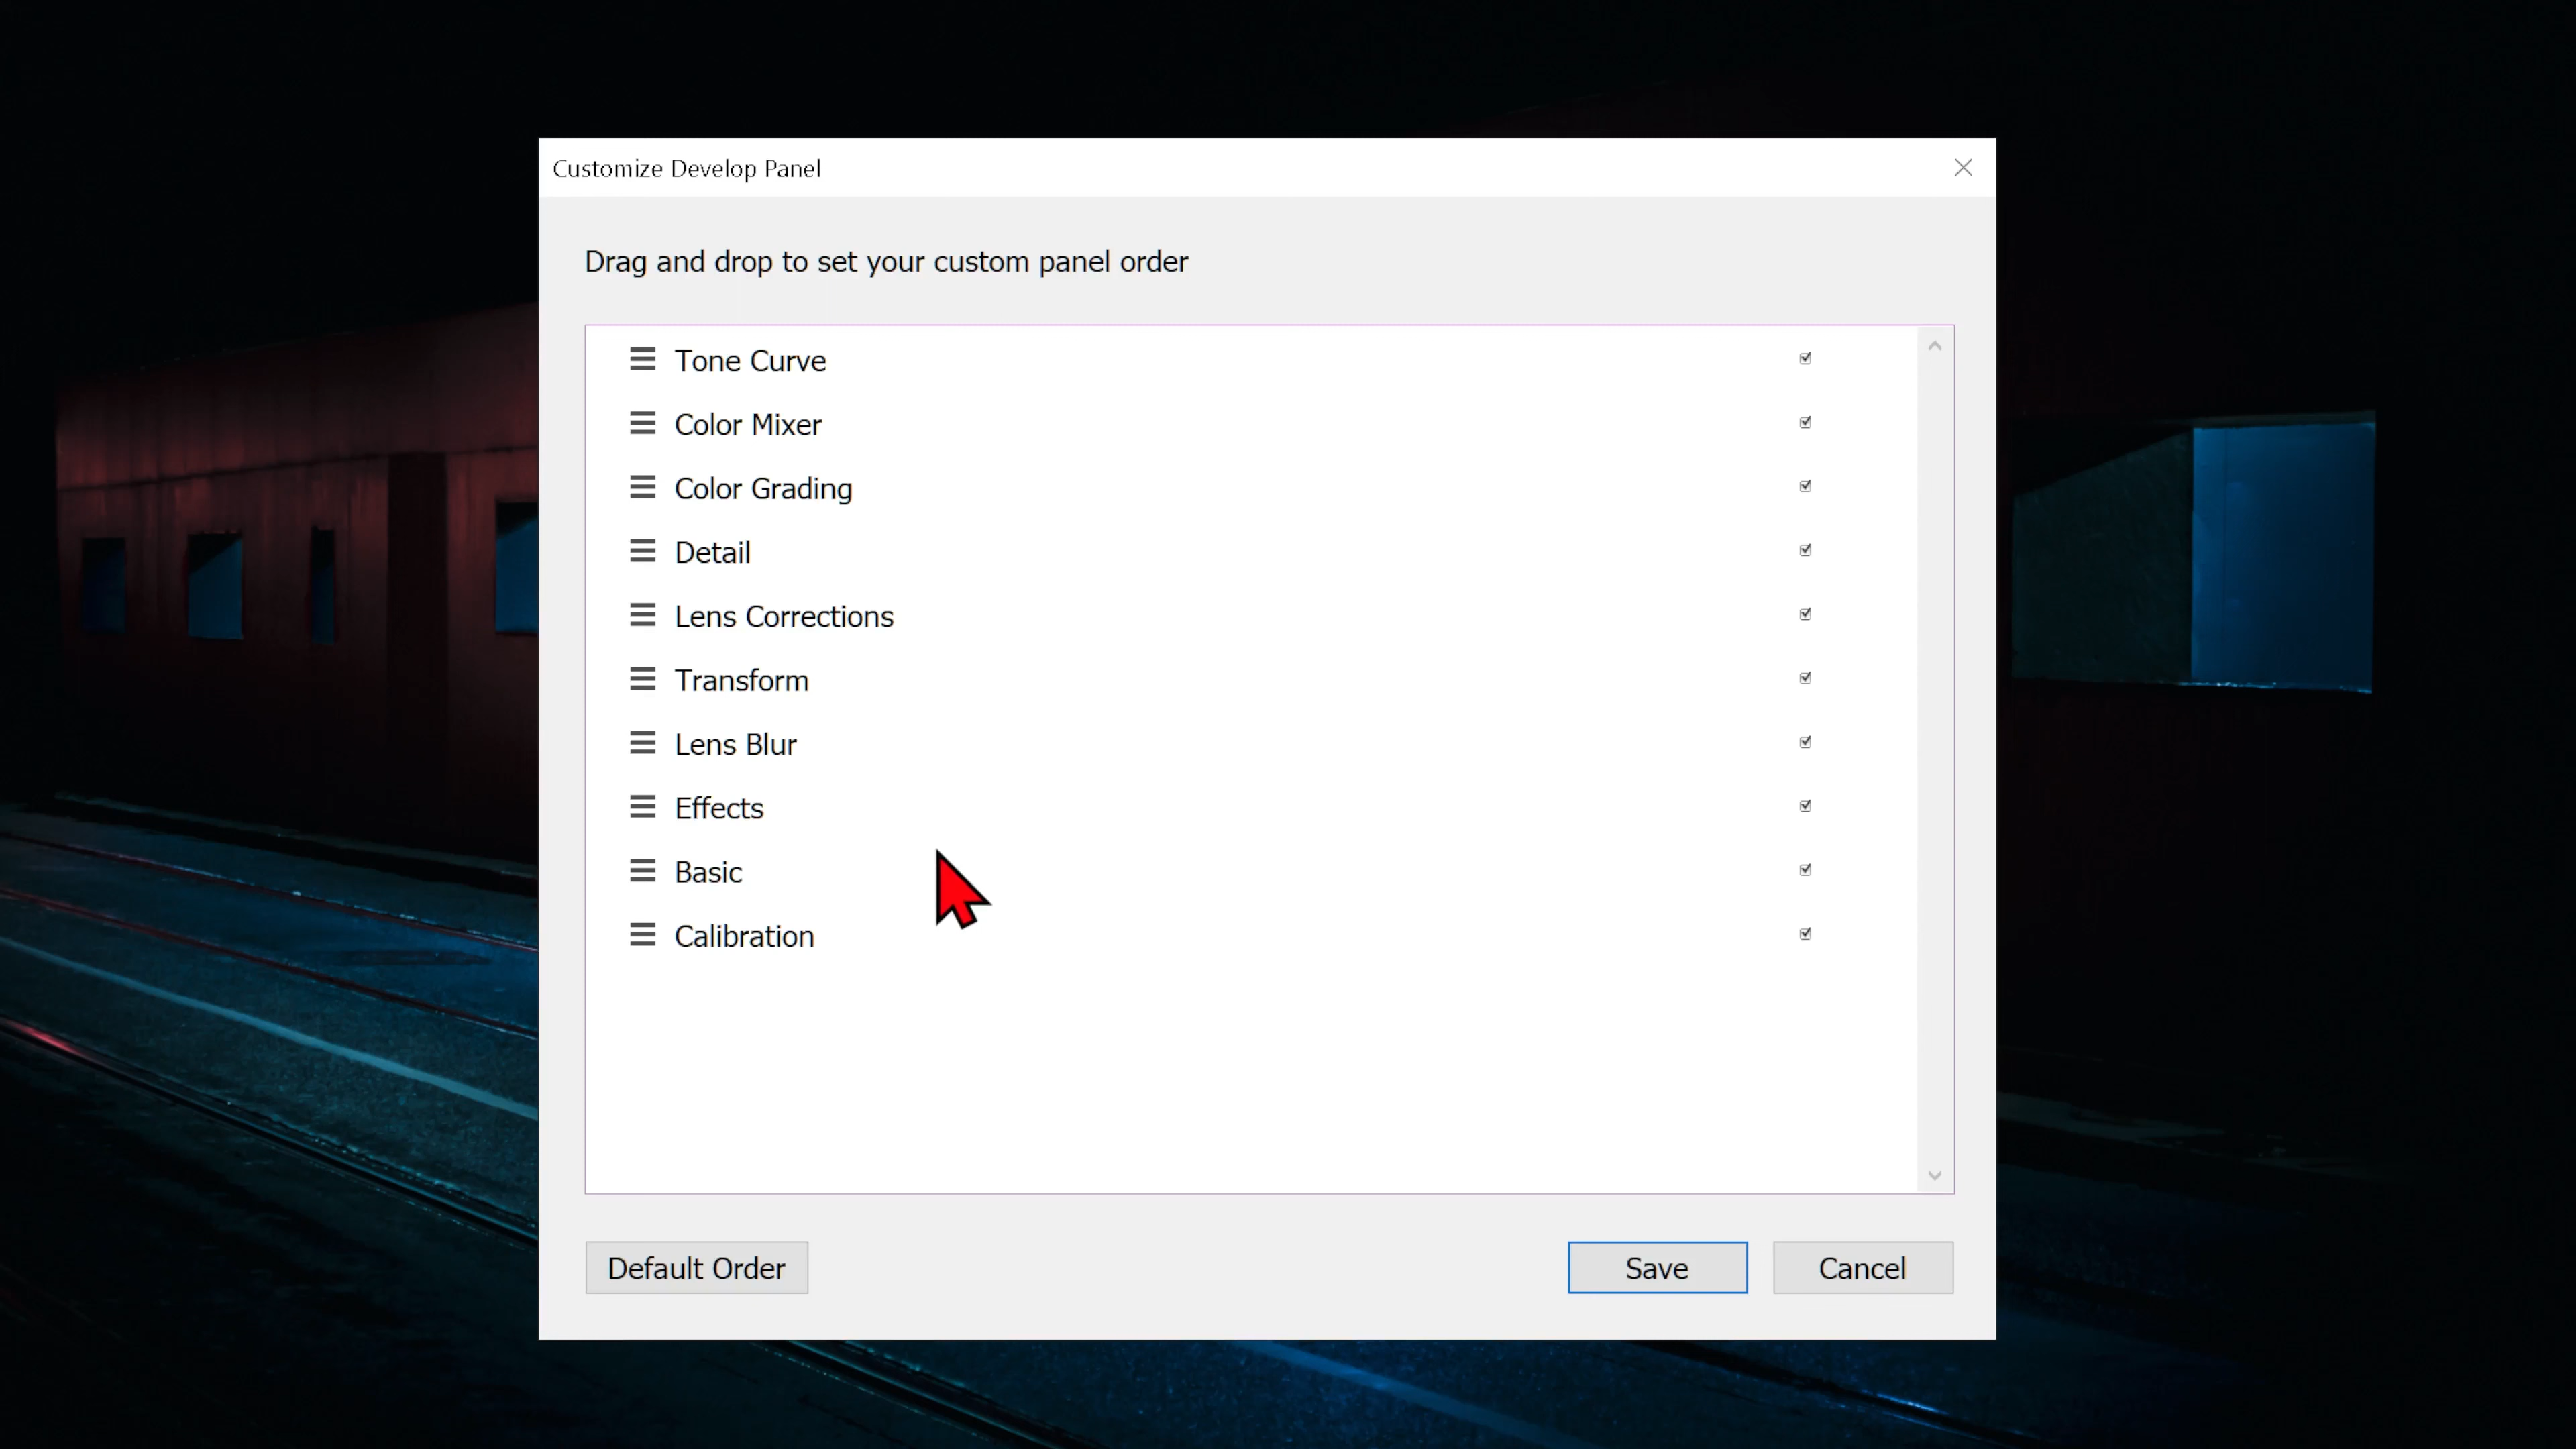 Customize Develop Panel
Drag and drop to set your custom panel order
Tone Curve
Color Mixer
Color Grading
Detail
Lens Corrections
Transform
Lens Blur
Effects
Basic
Calibration
Default Order
Save
Cancel